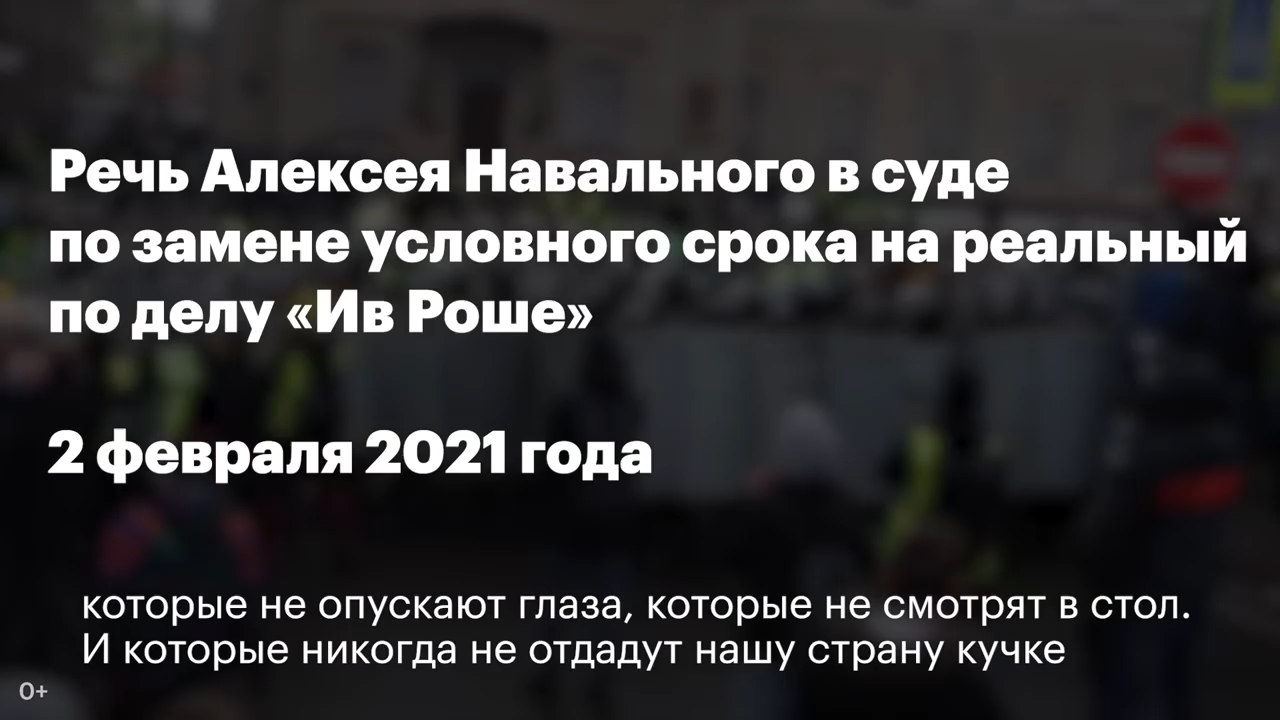 Речь Алексея Навального в суде
по замене условного срока на реальный
по делу «Ив Роше»
2 февраля 2021 года
которые не опускают глаза, которые не смотрят в стол.
И которые никогда не отдадут нашу страну кучке
0+